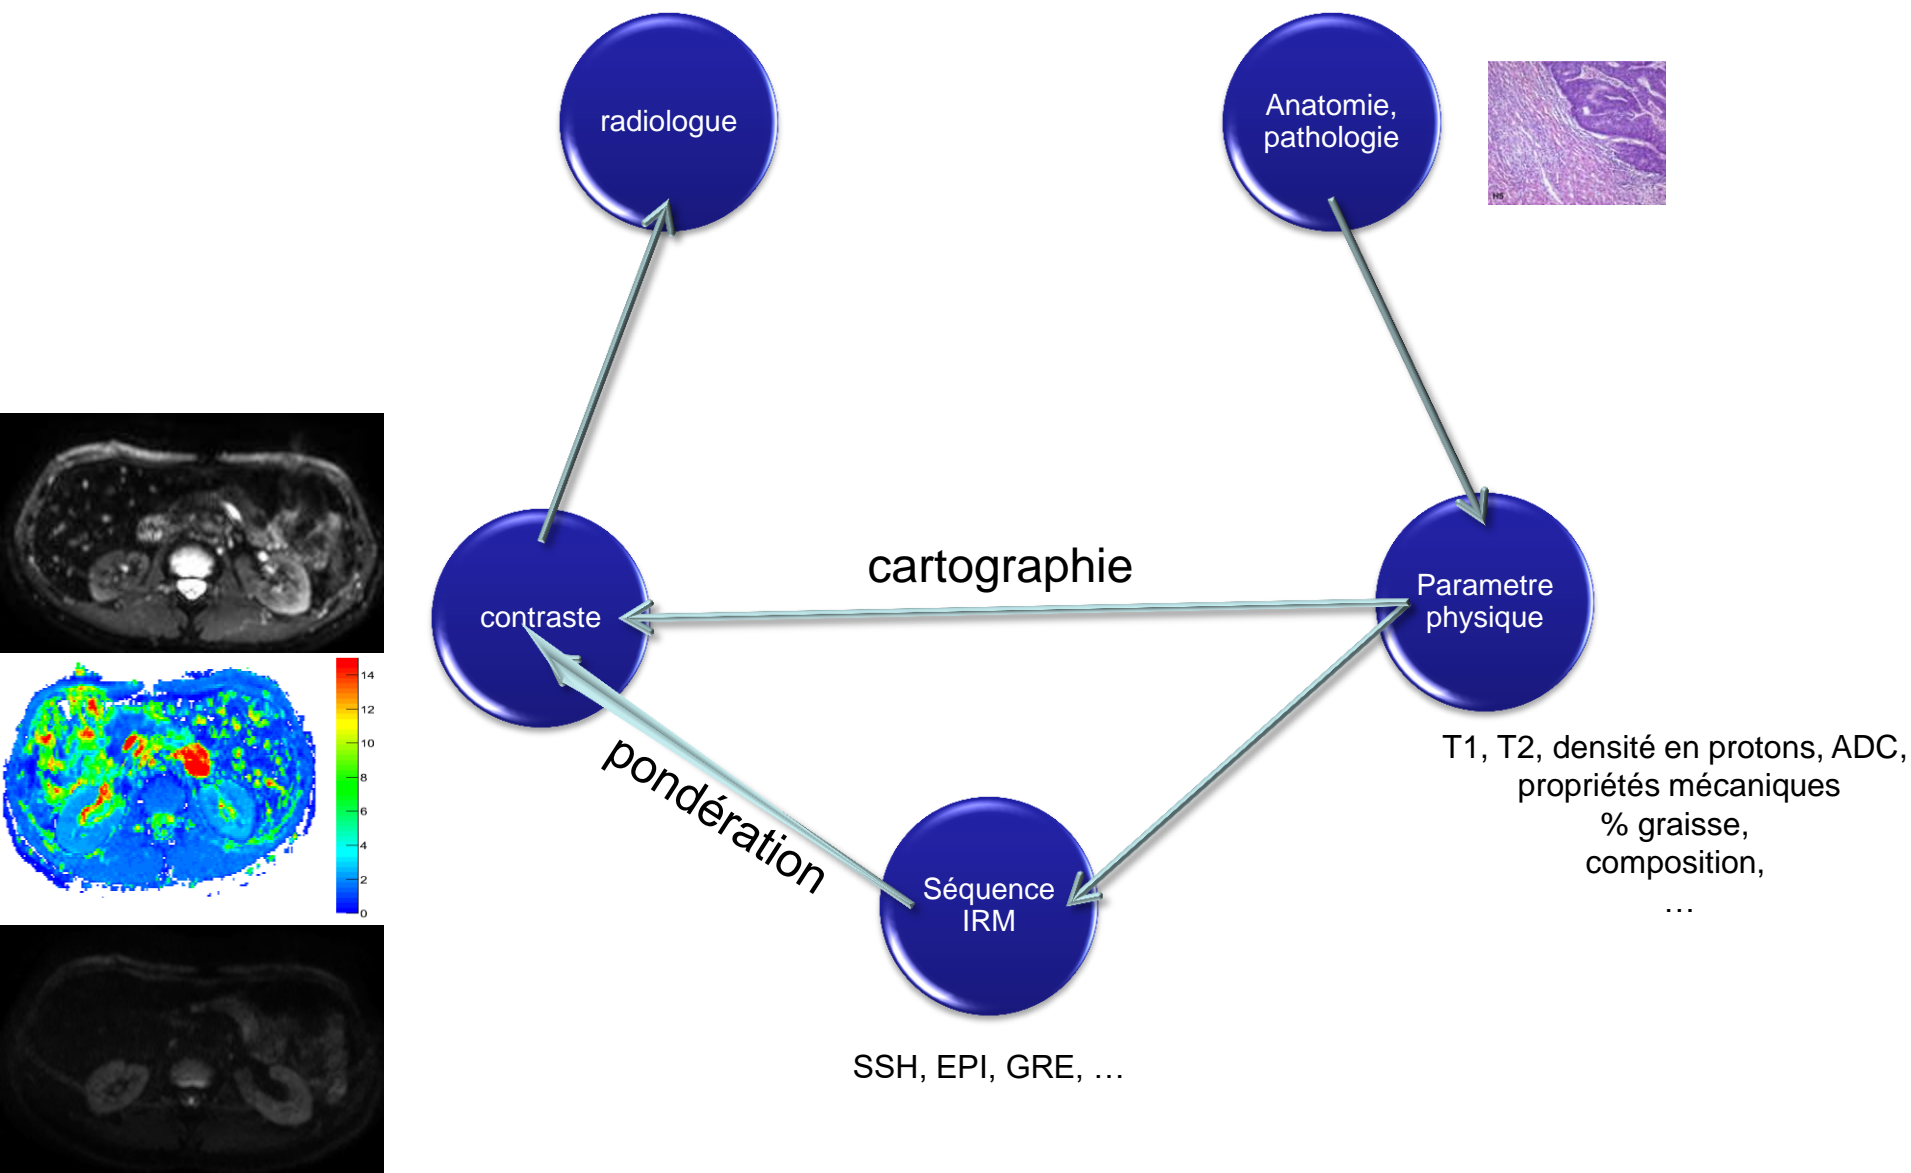 radiologue
Anatomie,
pathologie
HS
cartographie
contraste
Parametre
physique
pondération
14
12
10
8
6
4
2
0
T1, T2, densité en protons, ADC,
propriétés mécaniques
% graisse,
composition,
…
Séquence
IRM
SSH, EPI, GRE, …